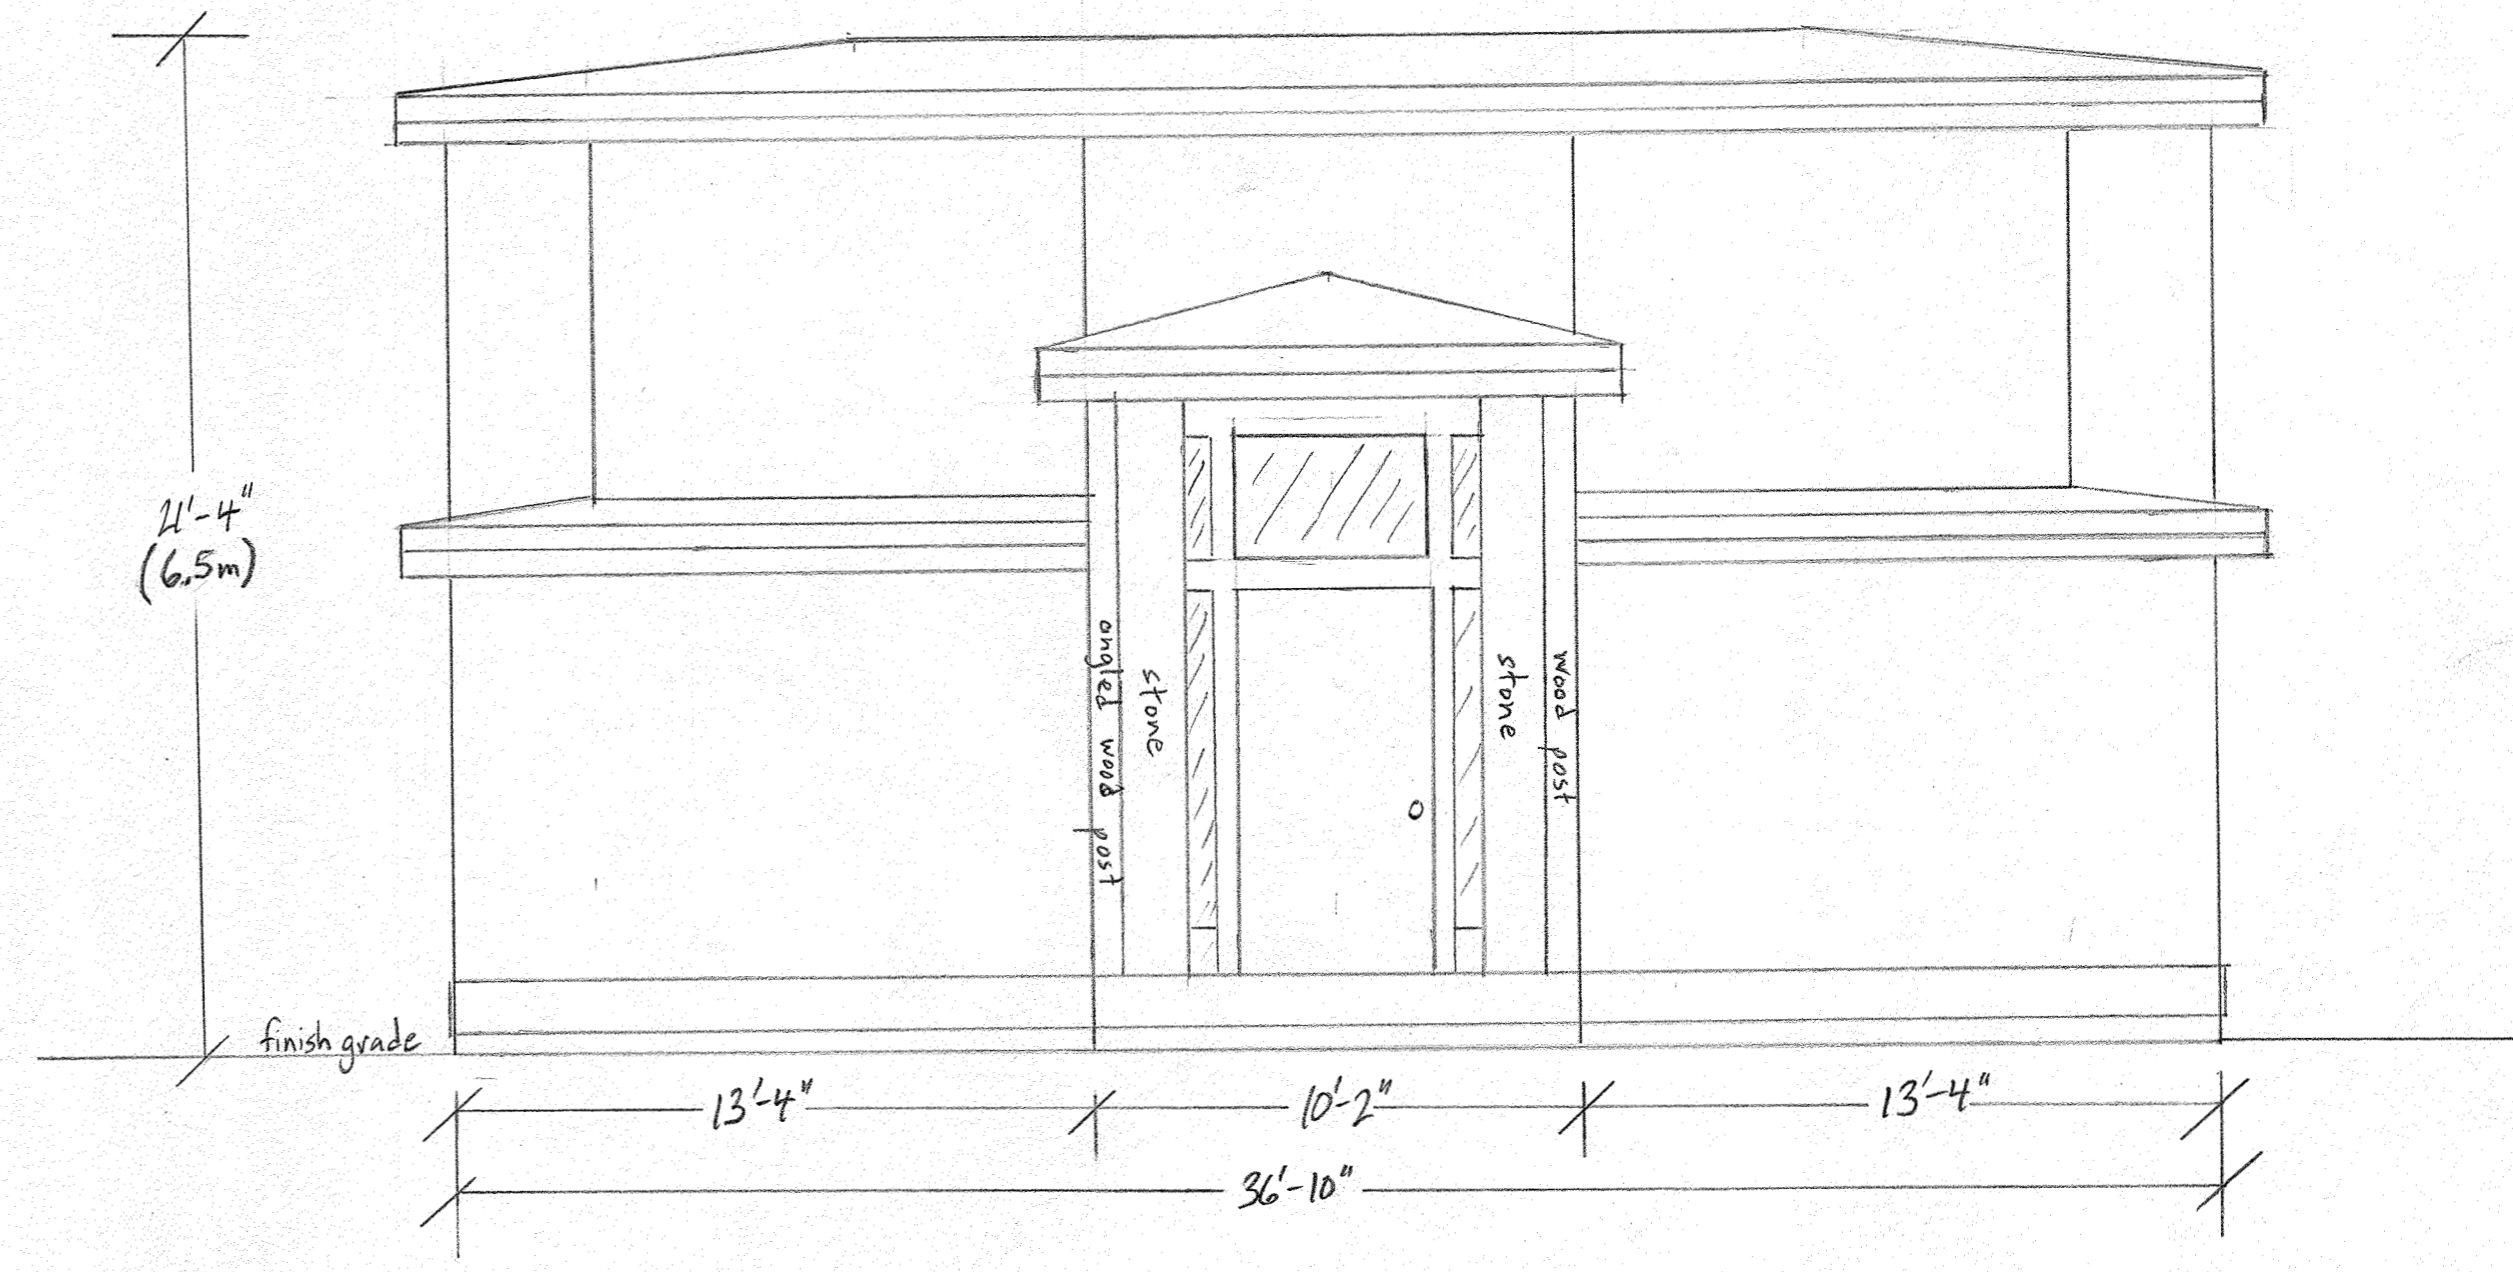 21'-4"
(6.5m)
angled wood post
stone
stone
wood post
finish grade
13'-4"
10'-2"
13'-4"
36'-10"